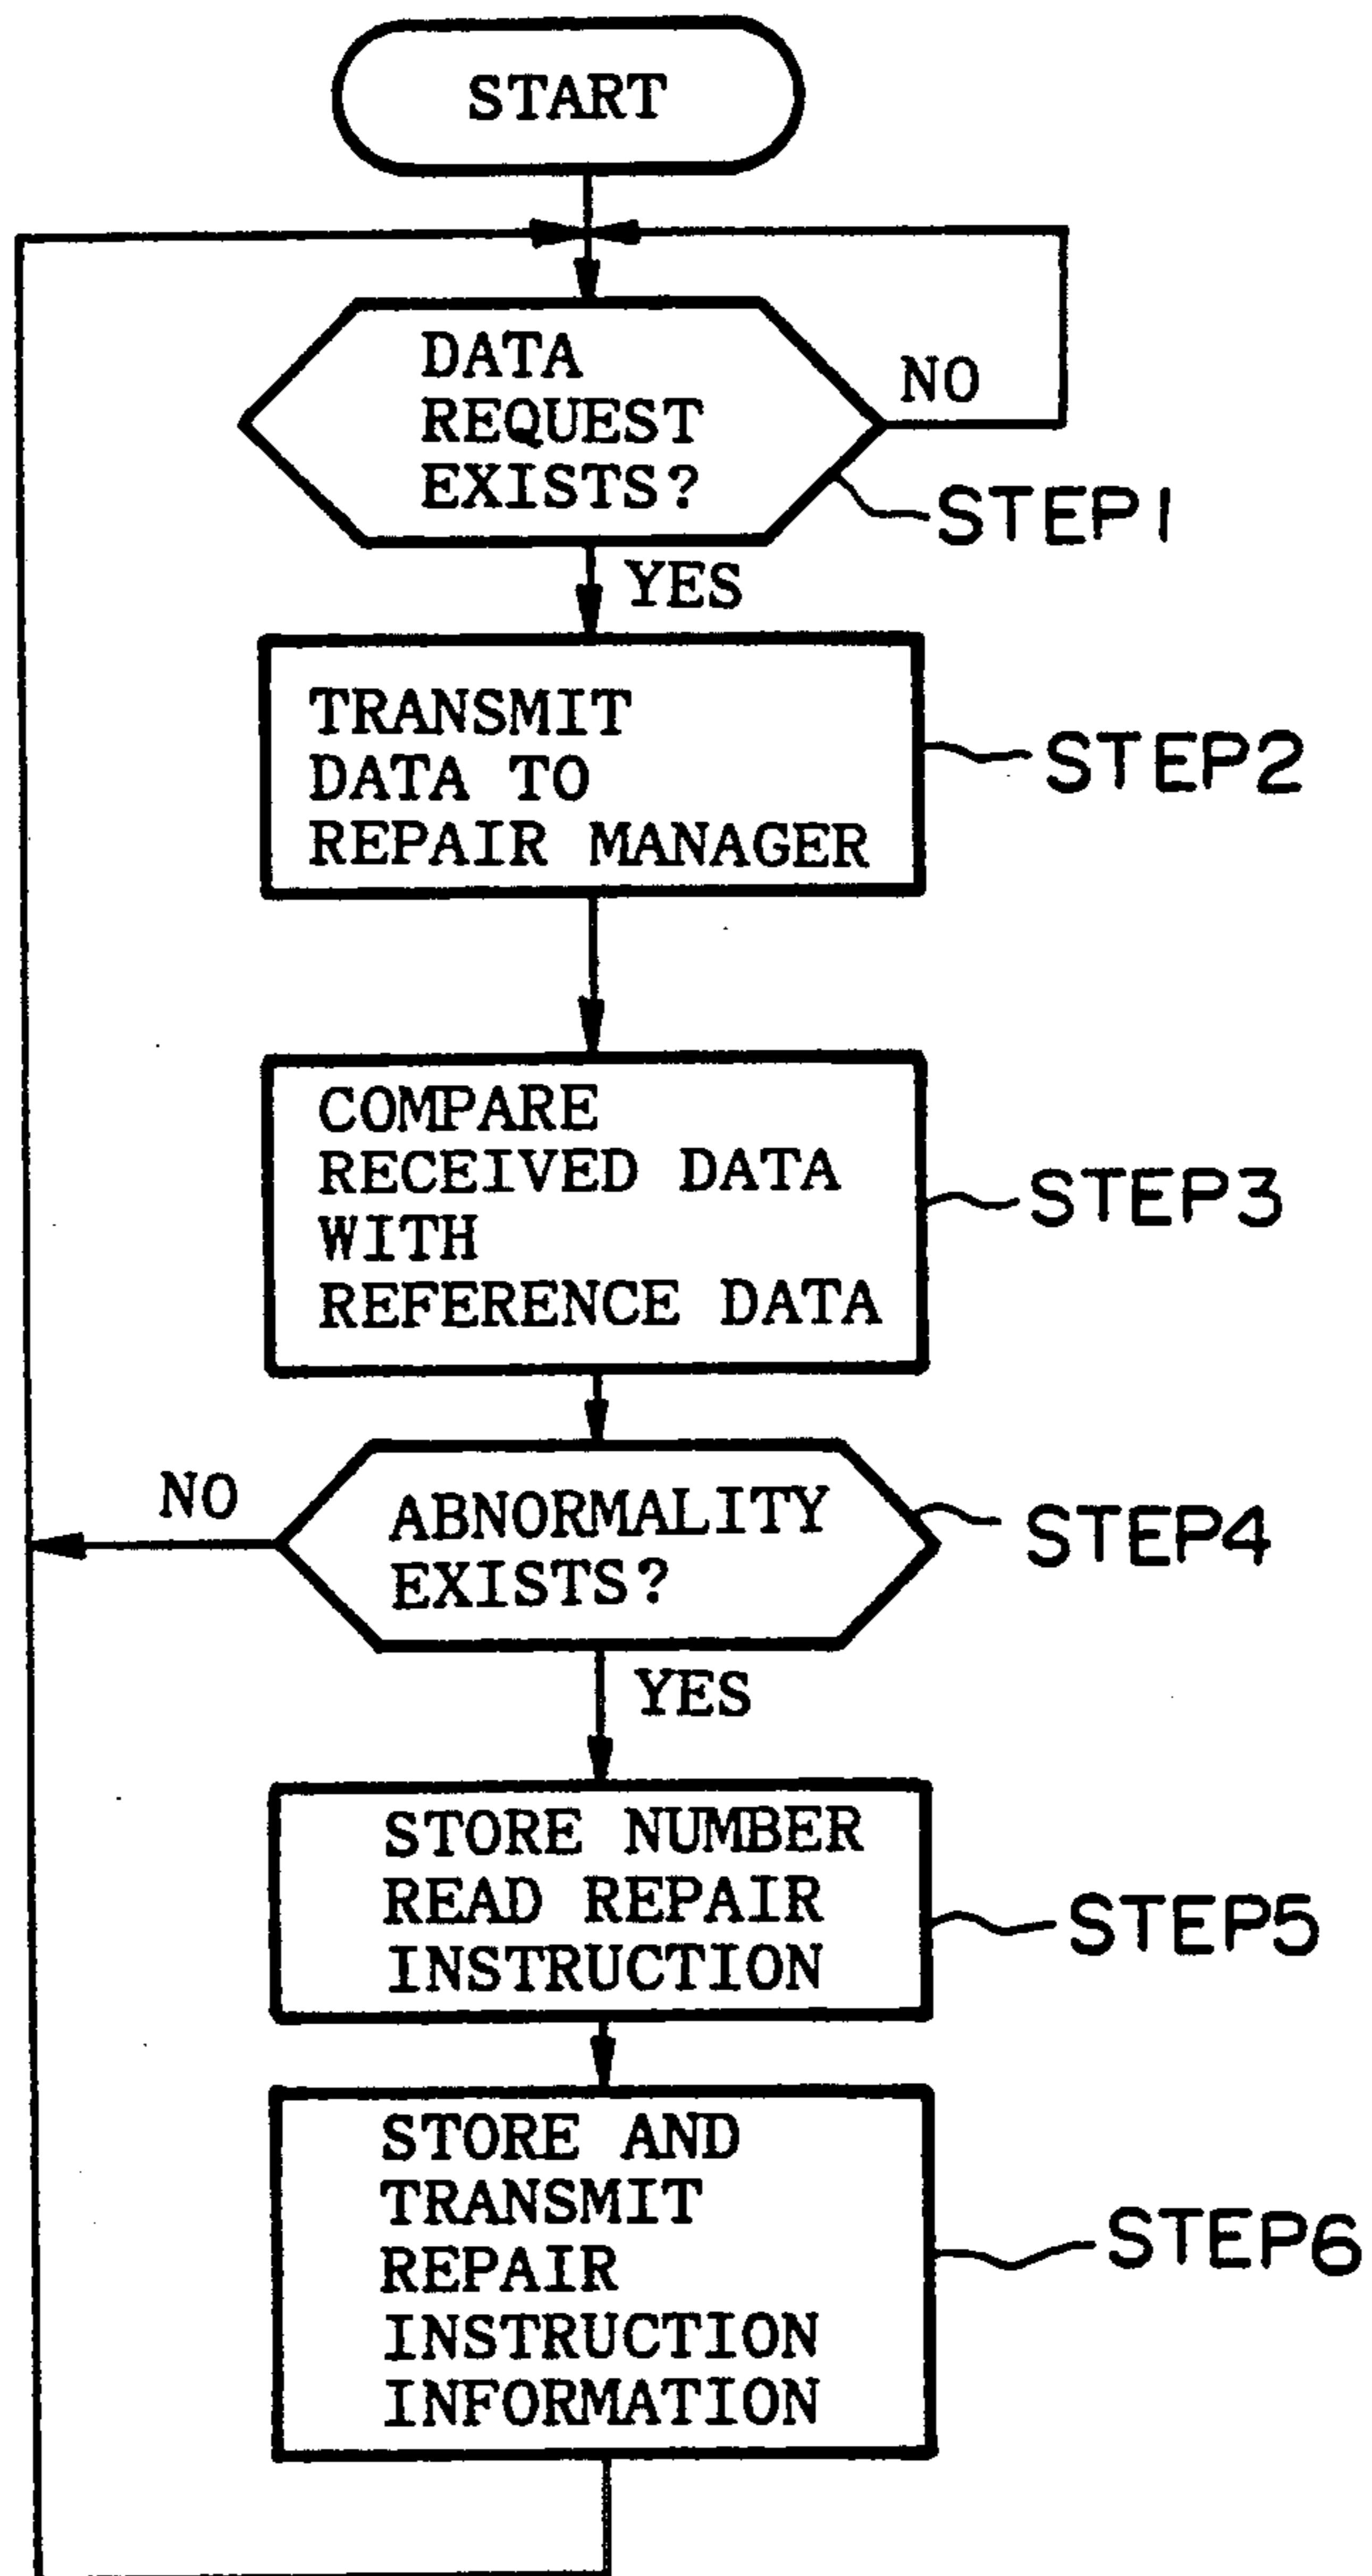 START
DATA
REQUEST
EXISTS?
NO
STEP1
YES
TRANSMIT
DATA TO
REPAIR MANAGER
STEP2
COMPARE
RECEIVED DATA
WITH
REFERENCE DATA
STEP3
NO
ABNORMALITY
EXISTS?
STEP4
YES
STORE NUMBER
READ REPAIR
INSTRUCTION
STEP5
STORE AND
TRANSMIT
REPAIR
INSTRUCTION
INFORMATION
STEP6